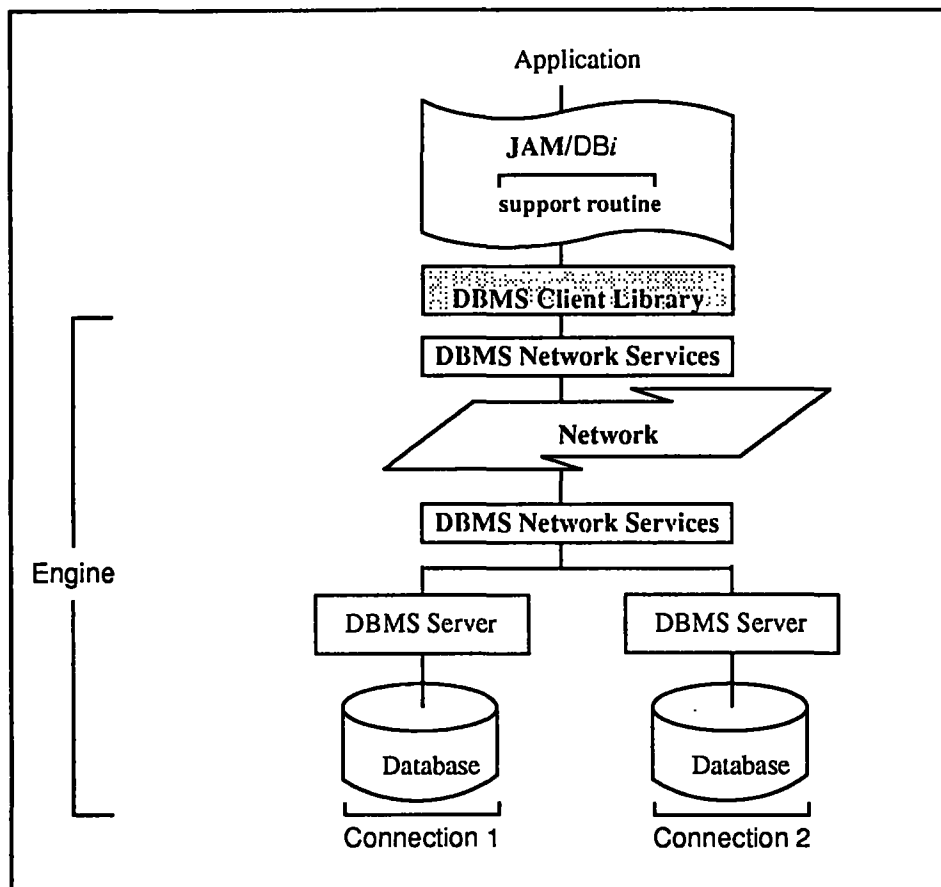 Application
JAM/DBi
support routine
DBMS Client Library
DBMS Network Services
Network
DBMS Network Services
Engine
DBMS Server
DBMS Server
Database
Database
Connection 1
Connection 2